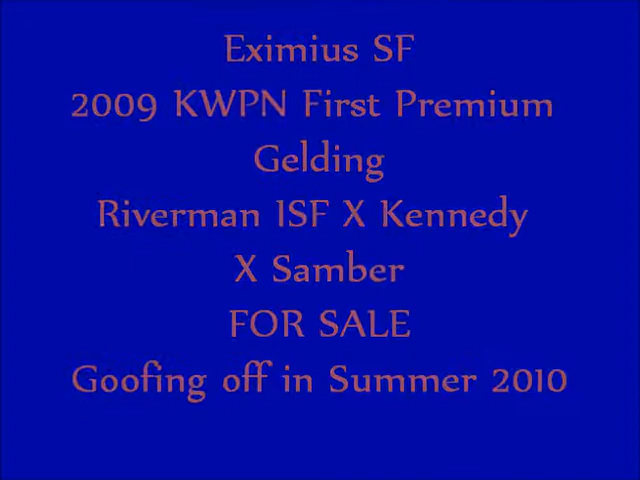 Eximius SF
2009 KWPN First Premium
Gelding
Riverman ISF X Kennedy
X Samber
FOR SALE
Goofing off in Summer 2010